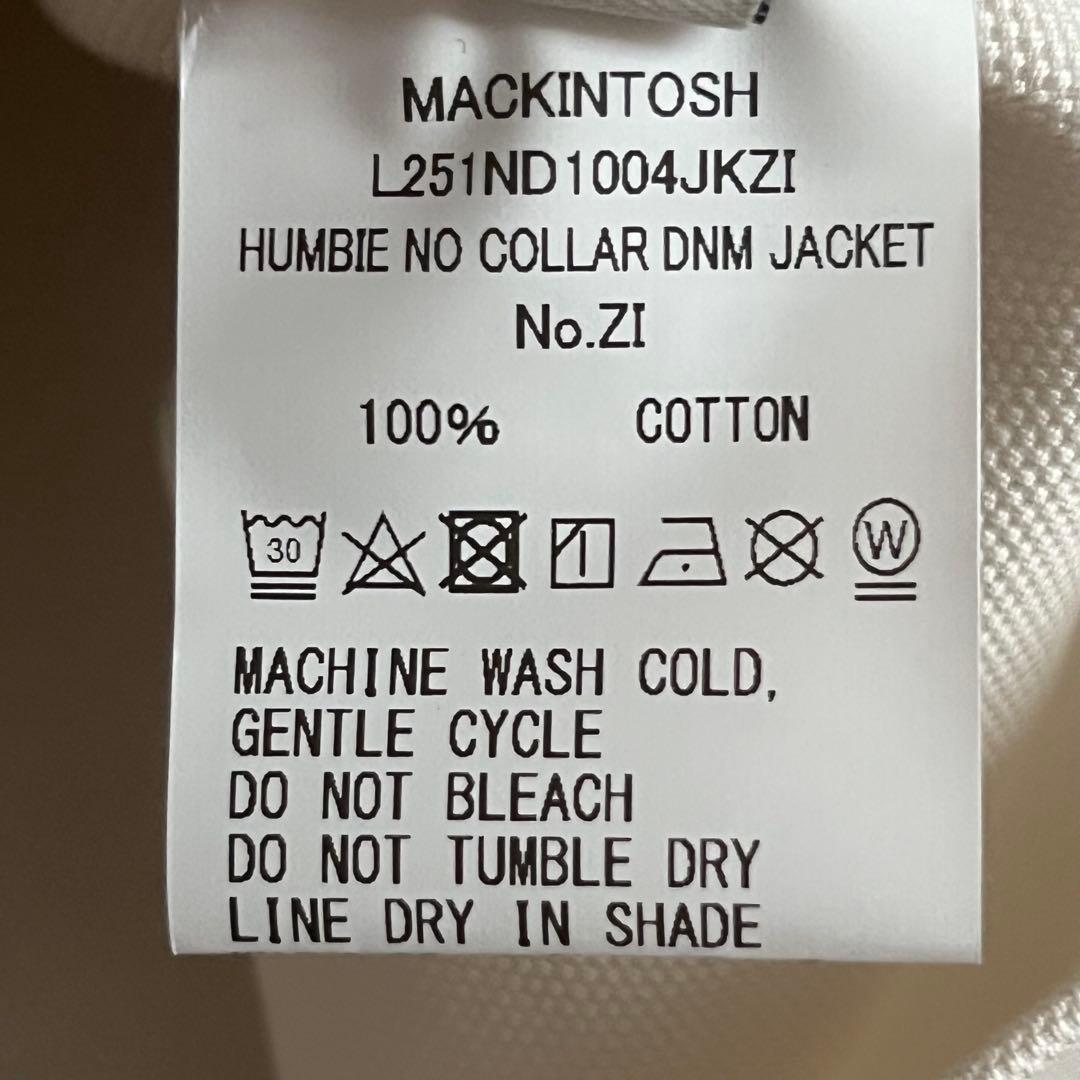 MACKINTOSH
L251ND1004JKZI
HUMBIE NO COLLAR DNM JACKET
No.ZI
100% COTTON
30 W
MACHINE WASH COLD,
GENTLE CYCLE
DO NOT BLEACH
DO NOT TUMBLE DRY
LINE DRY IN SHADE